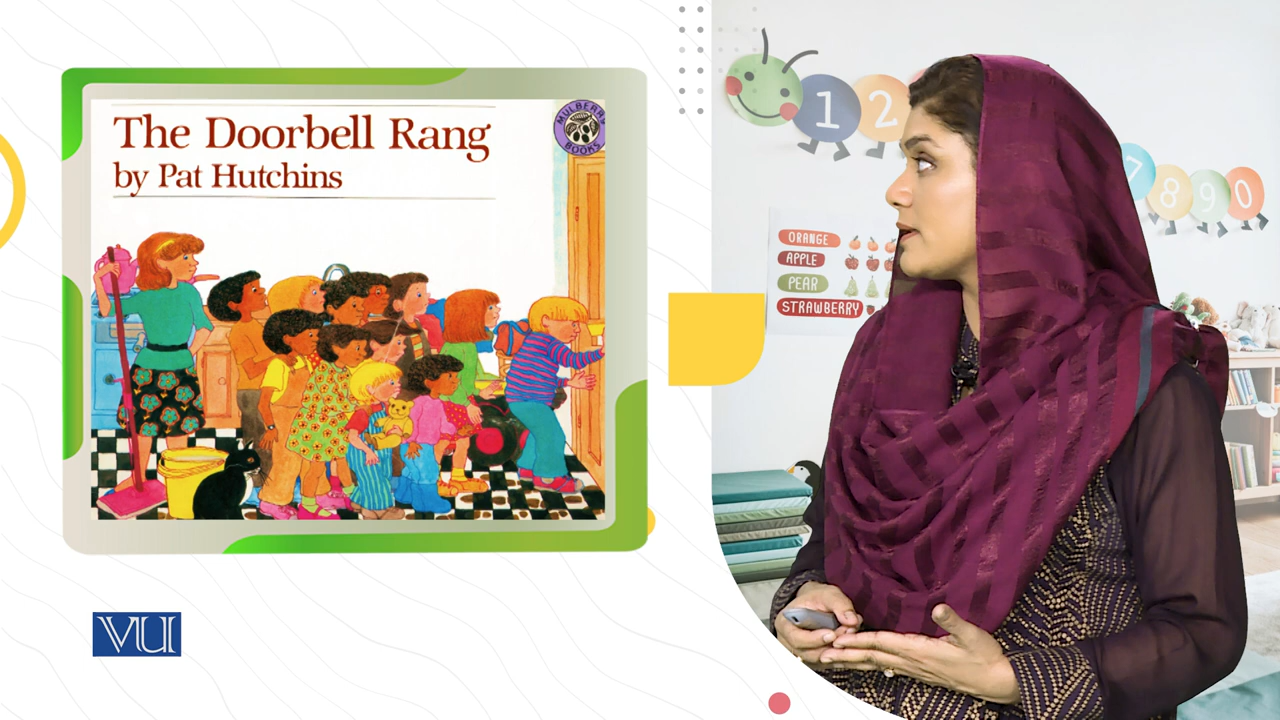 The Doorbell Rang
by Pat Hutchins
MULBERRY
BOOKS
1 2
7 8 9 0
ORANGE
APPLE
PEAR
STRAWBERRY
VU